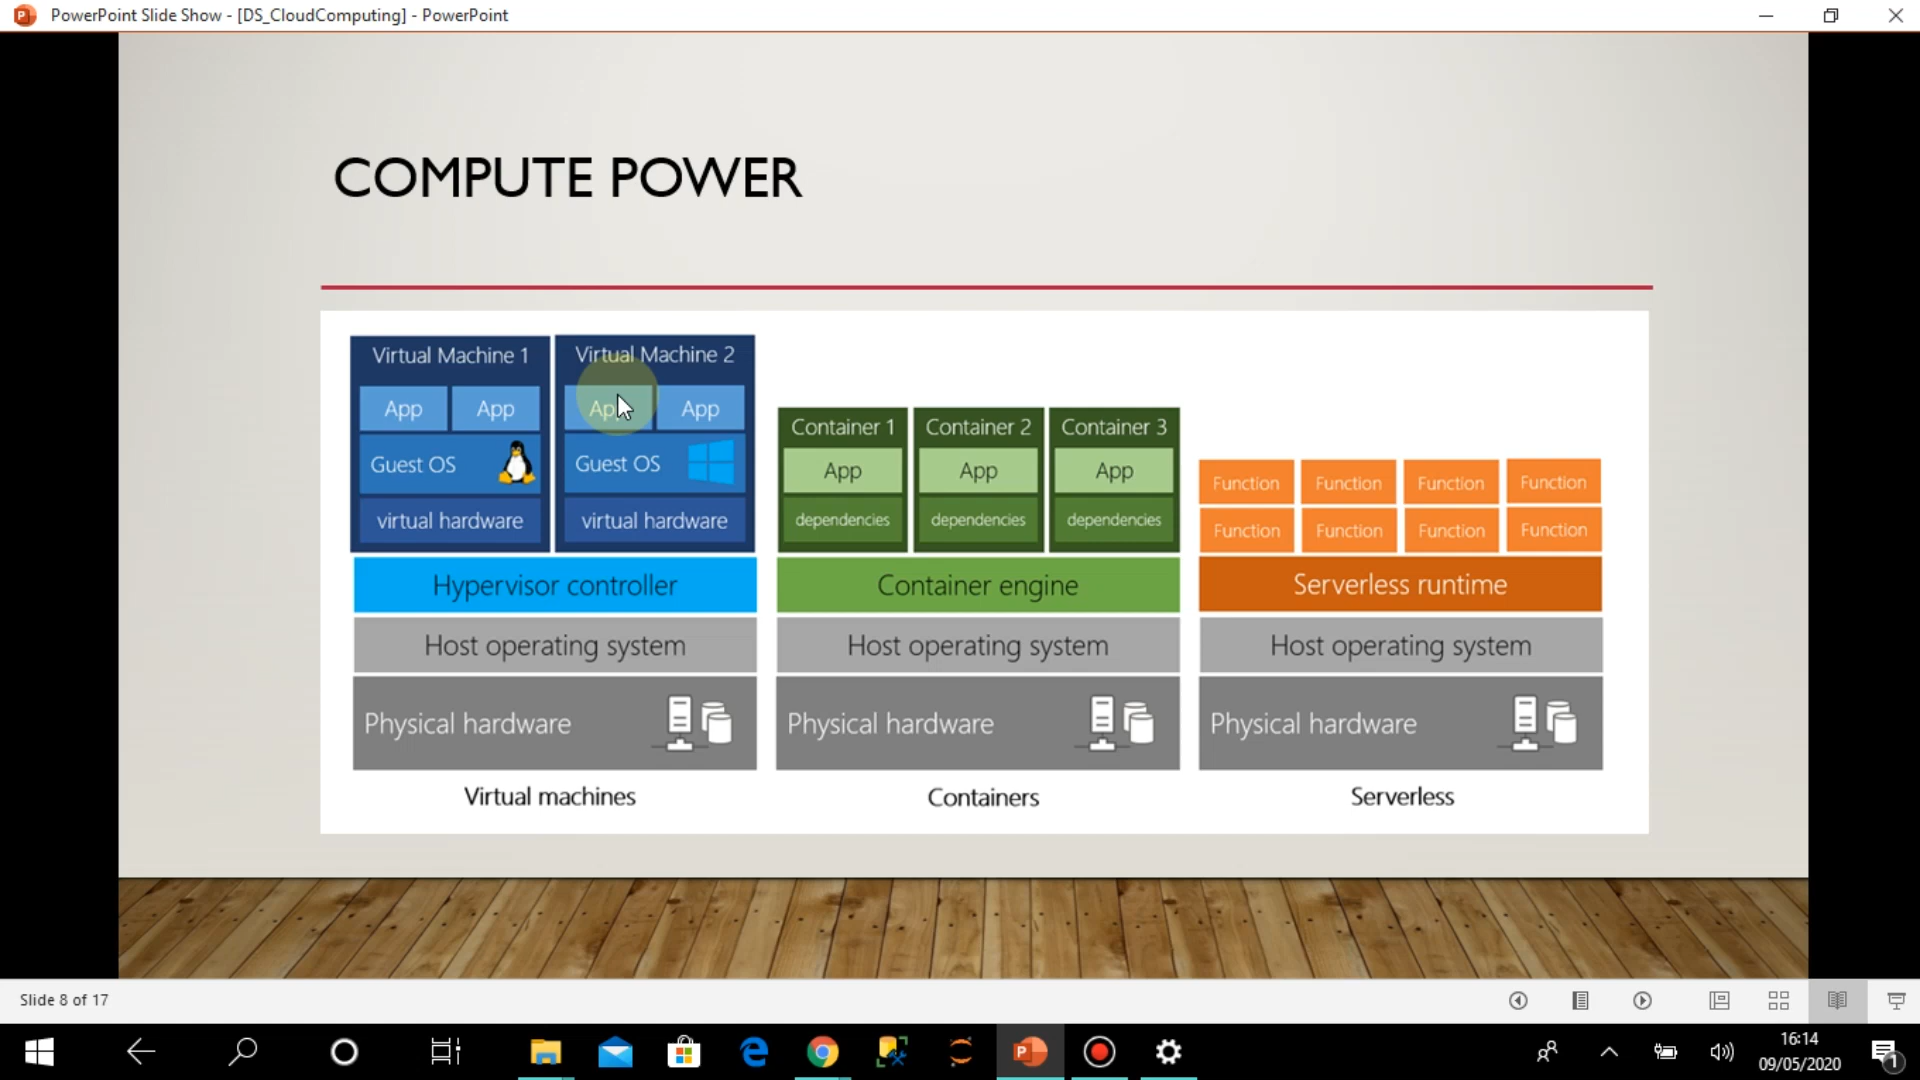 PowerPoint Slide Show - [DS_CloudComputing] - PowerPoint
COMPUTE POWER
Virtual Machine 1
App App
Guest OS
virtual hardware
Virtual Machine 2
App App
Guest OS
virtual hardware
Hypervisor controller
Host operating system
Physical hardware
Virtual machines
Container 1
App
dependencies
Container 2
App
dependencies
Container 3
App
dependencies
Container engine
Host operating system
Physical hardware
Containers
Function Function Function Function
Function Function Function Function
Serverless runtime
Host operating system
Physical hardware
Serverless
Slide 8 of 17
16:14
09/05/2020
1